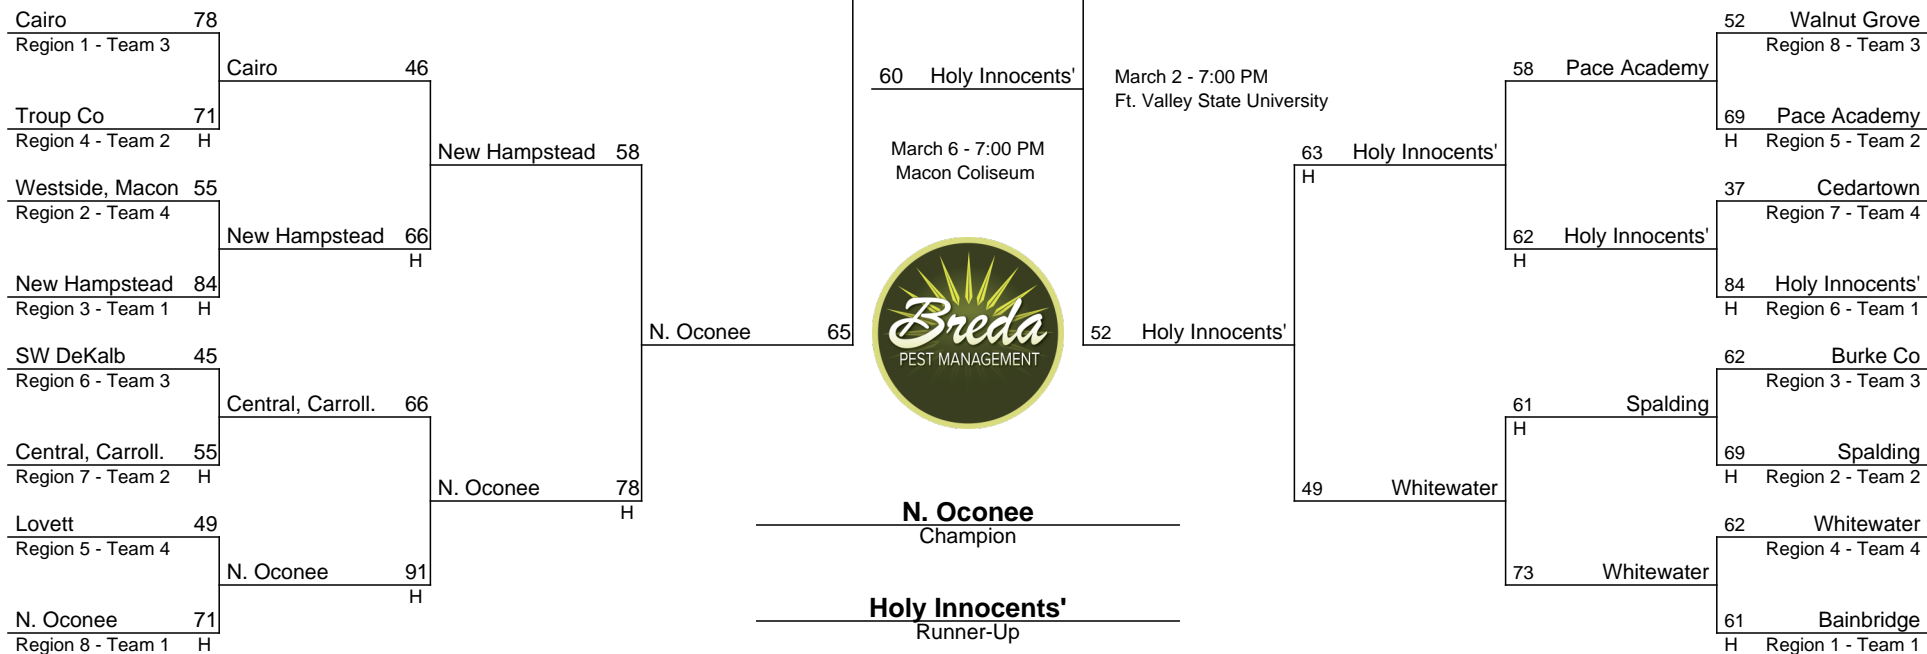 Cairo 78
Region 1 - Team 3
Cairo 46
Troup Co 71
Region 4 - Team 2 H
New Hampstead 58
Westside, Macon 55
Region 2 - Team 4
New Hampstead 66
H
New Hampstead 84
Region 3 - Team 1 H
N. Oconee 65
SW DeKalb 45
Region 6 - Team 3
Central, Carroll. 66
Central, Carroll. 55
Region 7 - Team 2 H
N. Oconee 78
H
Lovett 49
Region 5 - Team 4
N. Oconee 91
H
N. Oconee 71
Region 8 - Team 1 H
60 Holy Innocents'
March 6 - 7:00 PM
Macon Coliseum
Breda
PEST MANAGEMENT
N. Oconee
Champion
Holy Innocents'
Runner-Up
March 2 - 7:00 PM
Ft. Valley State University
52 Holy Innocents'
63 Holy Innocents'
H
49 Whitewater
58 Pace Academy
62 Holy Innocents'
H
61 Spalding
H
73 Whitewater
52 Walnut Grove
Region 8 - Team 3
69 Pace Academy
H Region 5 - Team 2
37 Cedartown
Region 7 - Team 4
84 Holy Innocents'
H Region 6 - Team 1
62 Burke Co
Region 3 - Team 3
69 Spalding
H Region 2 - Team 2
62 Whitewater
Region 4 - Team 4
61 Bainbridge
H Region 1 - Team 1